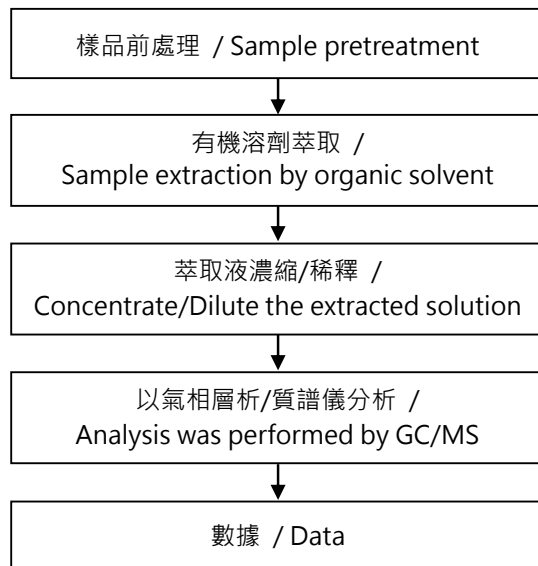 樣品前處理 / Sample pretreatment
有機溶劑萃取 /
Sample extraction by organic solvent
萃取液濃縮/稀釋 /
Concentrate/Dilute the extracted solution
以氣相層析/質譜儀分析 /
Analysis was performed by GC/MS
數據 / Data